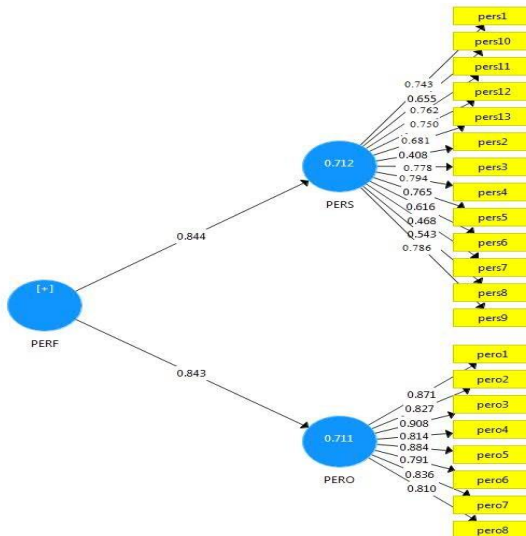 pers1
pers10
pers11
pers12
pers13
pers2
pers3
pers4
pers5
pers6
pers7
pers8
pers9
0.743
0.655
0.762
0.750
0.681
0.408
0.778
0.794
0.765
0.616
0.468
0.543
0.786
0.712
PERS
0.844
[+]
PERF
0.843
0.711
PERO
0.871
0.827
0.908
0.814
0.884
0.791
0.836
0.810
pero1
pero2
pero3
pero4
pero5
pero6
pero7
pero8